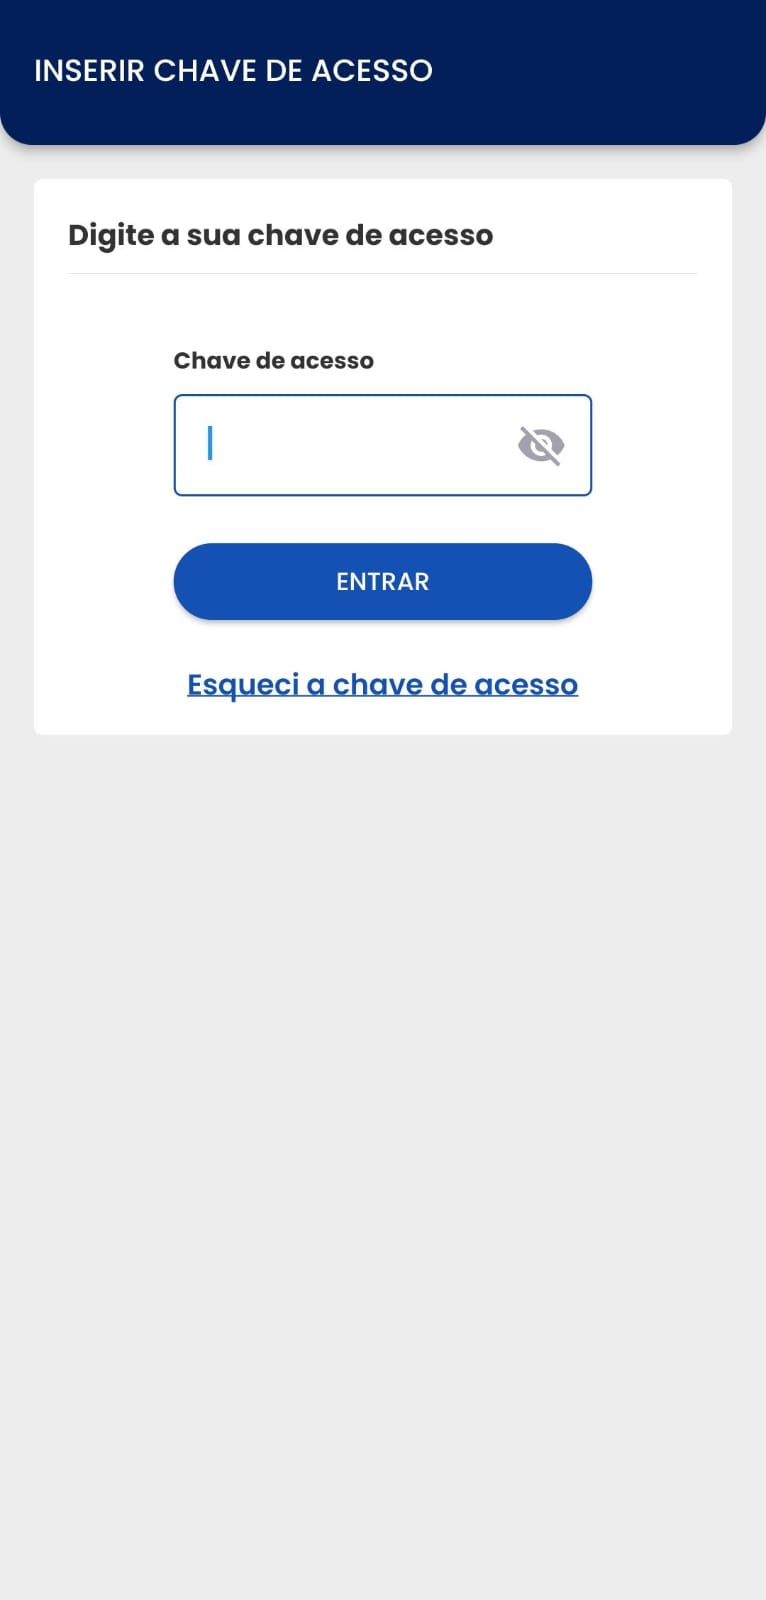 INSERIR CHAVE DE ACESSO
Digite a sua chave de acesso
Chave de acesso
ENTRAR
Esqueci a chave de acesso